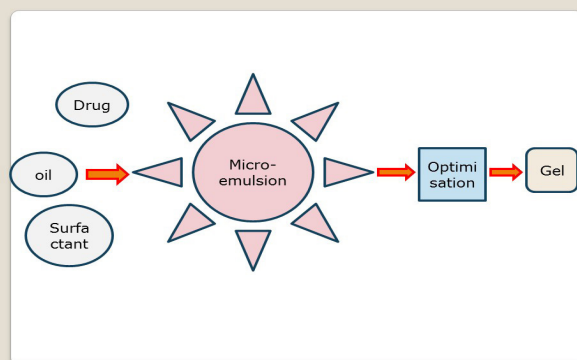 Drug
oil
Surfa
ctant
Micro-
emulsion
Optimi
sation
Gel